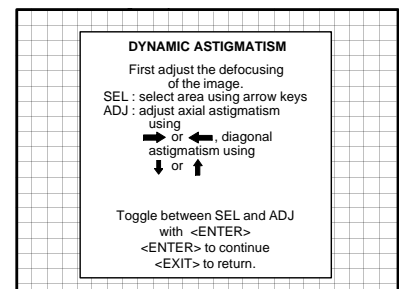 DYNAMIC ASTIGMATISM
First adjust the defocusing
of the image.
SEL : select area using arrow keys
ADJ : adjust axial astigmatism
using
➡ or ⬅, diagonal
astigmatism using
⬇ or ⬆
Toggle between SEL and ADJ
with <ENTER>
<ENTER> to continue
<EXIT> to return.